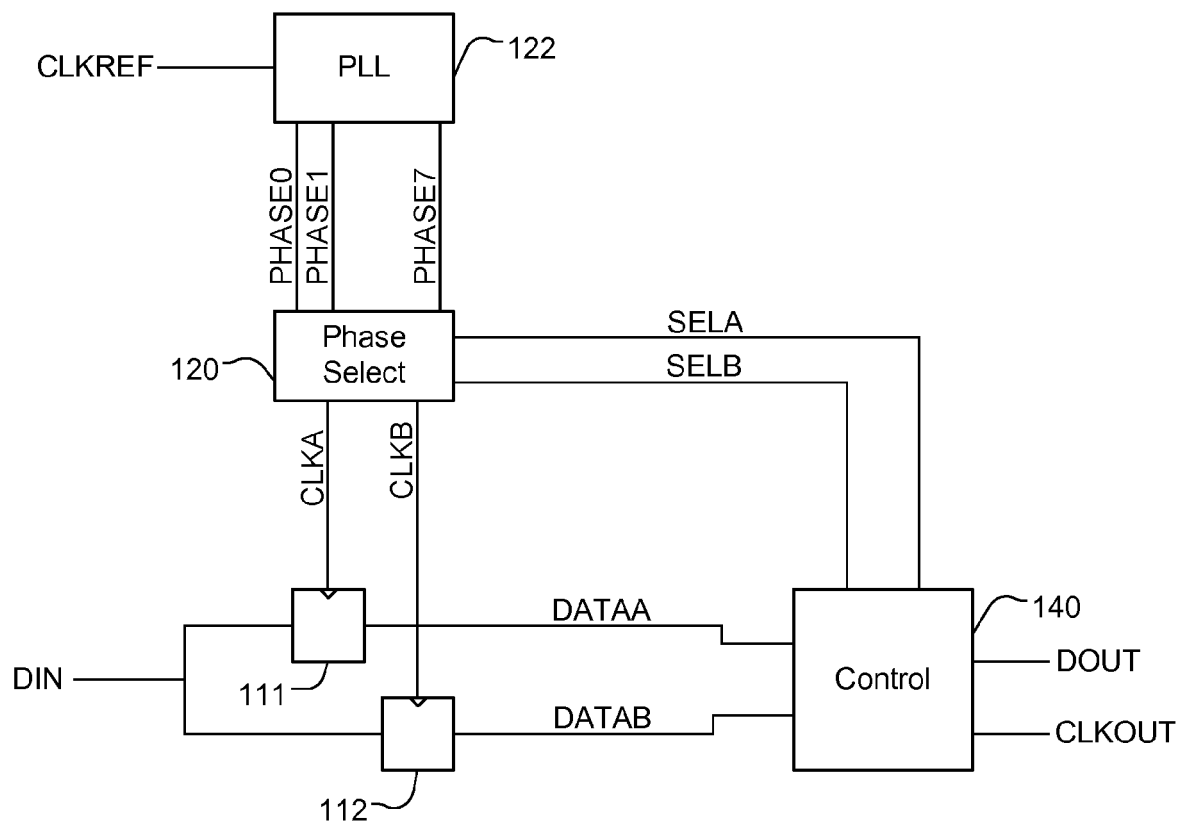 CLKREF
PLL
122
PHASE0
PHASE1
PHASE7
Phase
Select
120
SELA
SELB
CLKA
CLKB
DATAA
140
DIN
111
Control
DOUT
DATAB
CLKOUT
112